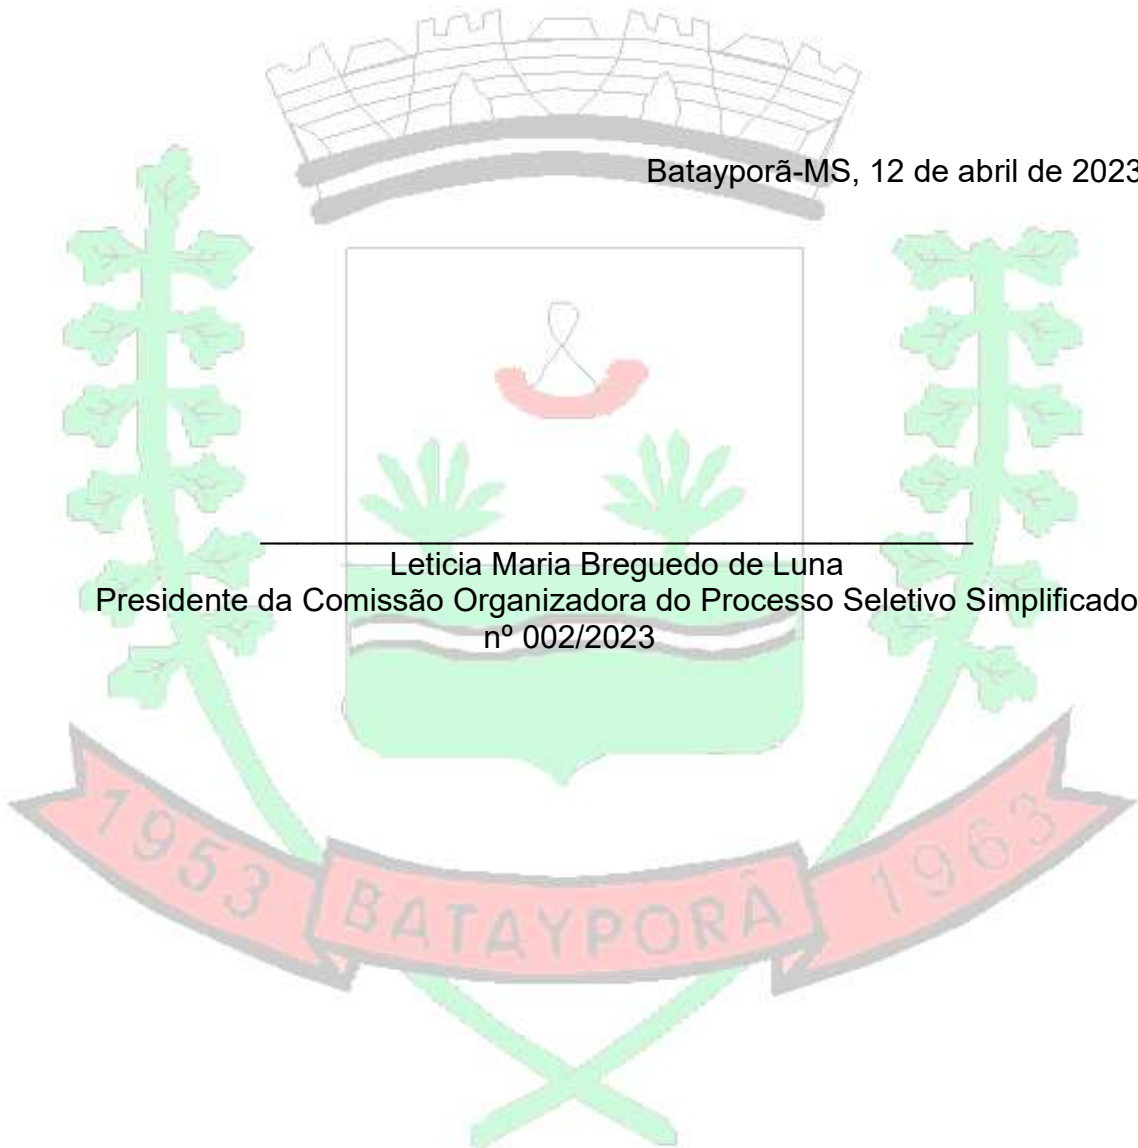 Batayporã-MS, 12 de abril de 2023
Leticia Maria Breguedo de Luna
Presidente da Comissão Organizadora do Processo Seletivo Simplificado
nº 002/2023
1953 BATAYPORÃ 1963